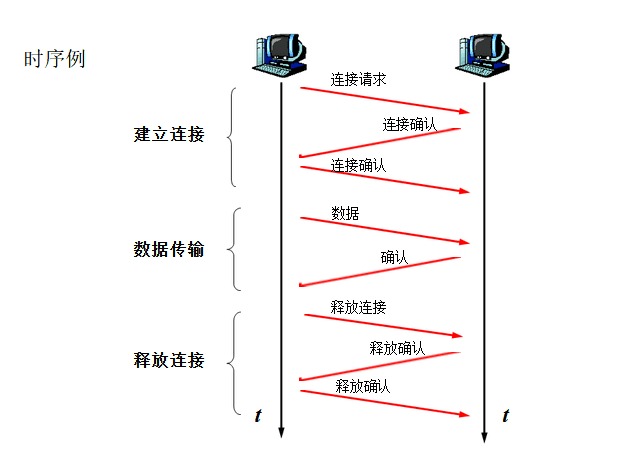 时序例
连接请求
连接确认
建立连接
连接确认
数据
数据传输
确认
释放连接
释放确认
释放连接
释放确认
t
t